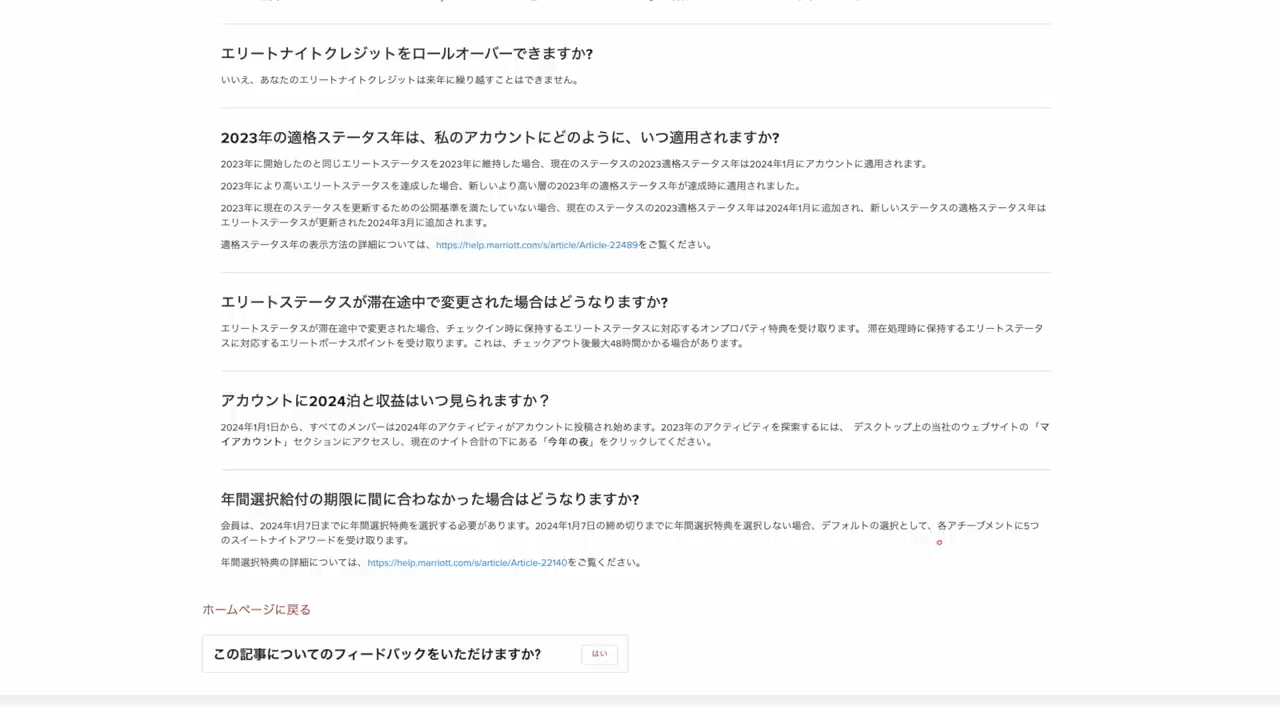 エリートナイトクレジットをロールオーバーできますか?
いいえ、あなたのエリートナイトクレジットは来年に繰り越すことはできません。
2023年の適格ステータス年は、私のアカウントにどのように、いつ適用されますか?
2023年に開始したのと同じエリートステータスを2023年に維持した場合、現在のステータスの2023適格ステータス年は2024年1月にアカウントに適用されます。
2023年により高いエリートステータスを達成した場合、新しいより高い層の2023年の適格ステータス年が達成時に適用されました。
2023年に現在のステータスを更新するための公開基準を満たしていない場合、現在のステータスの2023適格ステータス年は2024年1月に追加され、新しいステータスの適格ステータス年は
エリートステータスが更新された2024年3月に追加されます。
適格ステータス年の表示方法の詳細については、https://help.marriott.com/s/article/Article-22489をご覧ください。
エリートステータスが滞在途中で変更された場合はどうなりますか?
エリートステータスが滞在途中で変更された場合、チェックイン時に保持するエリートステータスに対応するオンプロパティ特典を受け取ります。 滞在処理時に保持するエリートステータ
スに対応するエリートボーナスポイントを受け取ります。これは、チェックアウト後最大48時間かかる場合があります。
アカウントに2024泊と収益はいつ見られますか？
2024年1月1日から、すべてのメンバーは2024年のアクティビティがアカウントに投稿され始めます。2023年のアクティビティを探索するには、 デスクトップ上の当社のウェブサイトの「マ
イアカウント」セクションにアクセスし、現在のナイト合計の下にある「今年の夜」をクリックしてください。
年間選択給付の期限に間に合わなかった場合はどうなりますか?
会員は、2024年1月7日までに年間選択特典を選択する必要があります。2024年1月7日の締め切りまでに年間選択特典を選択しない場合、デフォルトの選択として、各アチーブメントに5つ
のスイートナイトアワードを受け取ります。
年間選択特典の詳細については、https://help.marriott.com/s/article/Article-22140をご覧ください。
ホームページに戻る
この記事についてのフィードバックをいただけますか?
はい